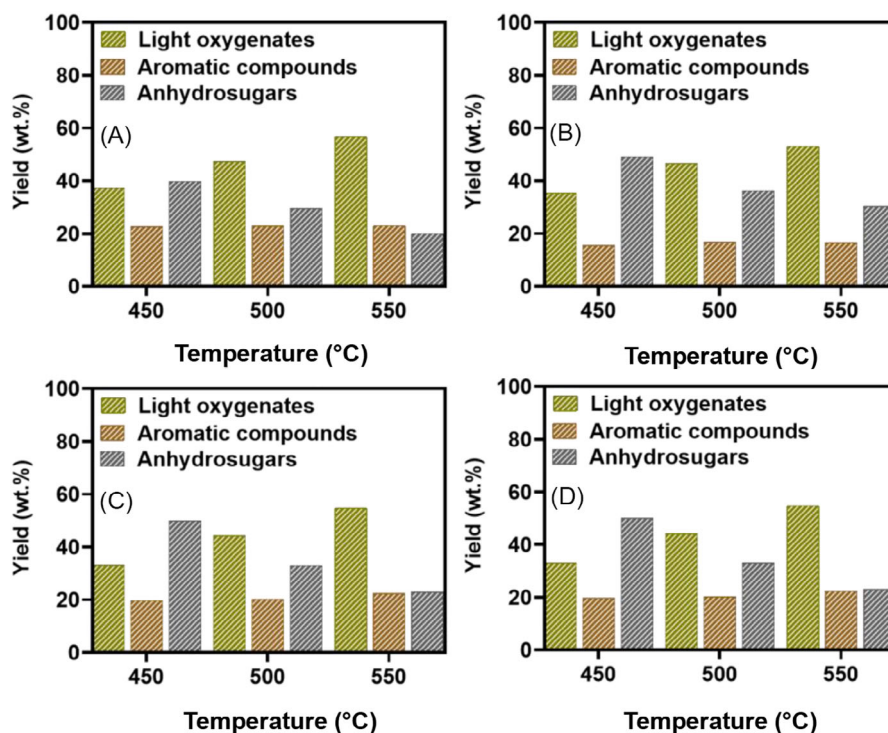 100
80
60
40
20
0
Yield (wt.%)
Light oxygenates
Aromatic compounds
Anhydrosugars
(A)
450 500 550
Temperature (°C)
100
80
60
40
20
0
Yield (wt.%)
Light oxygenates
Aromatic compounds
Anhydrosugars
(B)
450 500 550
Temperature (°C)
100
80
60
40
20
0
Yield (wt.%)
Light oxygenates
Aromatic compounds
Anhydrosugars
(C)
450 500 550
Temperature (°C)
100
80
60
40
20
0
Yield (wt.%)
Light oxygenates
Aromatic compounds
Anhydrosugars
(D)
450 500 550
Temperature (°C)